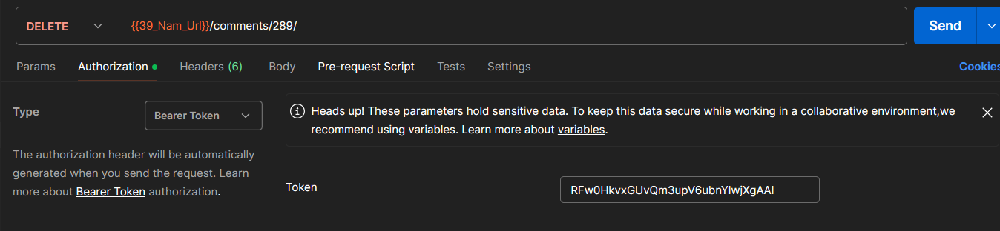 DELETE {{39_Nam_Url}}/comments/289/ Send
Params Authorization Headers (6) Body Pre-request Script Tests Settings Cookies
Type Bearer Token
The authorization header will be automatically
generated when you send the request. Learn
more about Bearer Token authorization.
Heads up! These parameters hold sensitive data. To keep this data secure while working in a collaborative environment,we
recommend using variables. Learn more about variables.
Token RFw0HkvxGUvQm3upV6ubnYlwjXgAAI